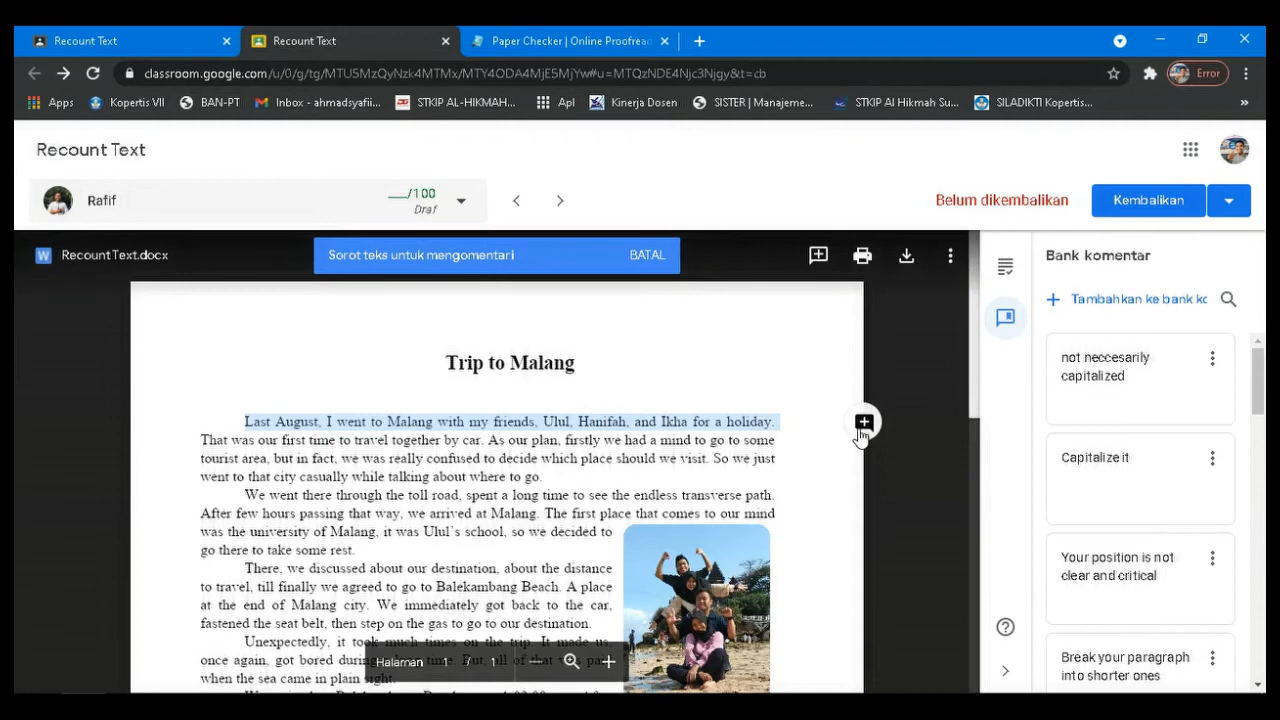 Recount Text
Recount Text
Paper Checker | Online Proofrea
classroom.google.com/u/0/g/tg/MTU5MzQyNzk4MTMx/MTY4ODA4MjE5MjYw#u=MTQzNDE4Njc3Njgy&t=cb
Error
Apps
Kopertis VII
BAN-PT
Inbox - ahmadsyafii...
STKIP AL-HIKMAH...
ApI
Kinerja Dosen
SISTER | Manajeme...
STKIP Al Hikmah Su...
SILADIKTI Kopertis...
Recount Text
Rafif
__/100
Draf
Belum dikembalikan
Kembalikan
RecountText.docx
Sorot teks untuk mengomentari
BATAL
Bank komentar
Tambahkan ke bank kc
not neccesarily
capitalized
Capitalize it
Your position is not
clear and critical
Break your paragraph
into shorter ones
Trip to Malang
Last August, I went to Malang with my friends, Ulul, Hanifah, and Ikha for a holiday.
That was our first time to travel together by car. As our plan, firstly we had a mind to go to some
tourist area, but in fact, we was really confused to decide which place should we visit. So we just
went to that city casually while talking about where to go.
We went there through the toll road, spent a long time to see the endless transverse path.
After few hours passing that way, we arrived at Malang. The first place that comes to our mind
was the university of Malang, it was Ulul's school, so we decided to
go there to take some rest.
There, we discussed about our destination, about the distance
to travel, till finally we agreed to go to Balekambang Beach. A place
at the end of Malang city. We immediately got back to the car,
fastened the seat belt, then step on the gas to go to our destination.
Unexpectedly, it took much times on the trip. It made us,
once again, got bored during
when the sea came in plain sight.
Halaman 1 / 1